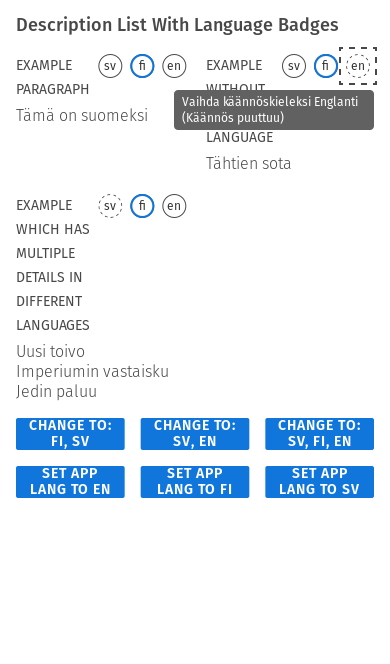 Description List With Language Badges
EXAMPLE
PARAGRAPH
sv fi en
Tämä on suomeksi
EXAMPLE
WITHOUT
sv fi en
Vaihda käännöskieleksi Englanti
(Käännös puuttuu)
LANGUAGE
Tähtien sota
EXAMPLE
WHICH HAS
MULTIPLE
DETAILS IN
DIFFERENT
LANGUAGES
sv fi en
Uusi toivo
Imperiumin vastaisku
Jedin paluu
CHANGE TO:
FI, SV
CHANGE TO:
SV, EN
CHANGE TO:
SV, FI, EN
SET APP
LANG TO EN
SET APP
LANG TO FI
SET APP
LANG TO SV